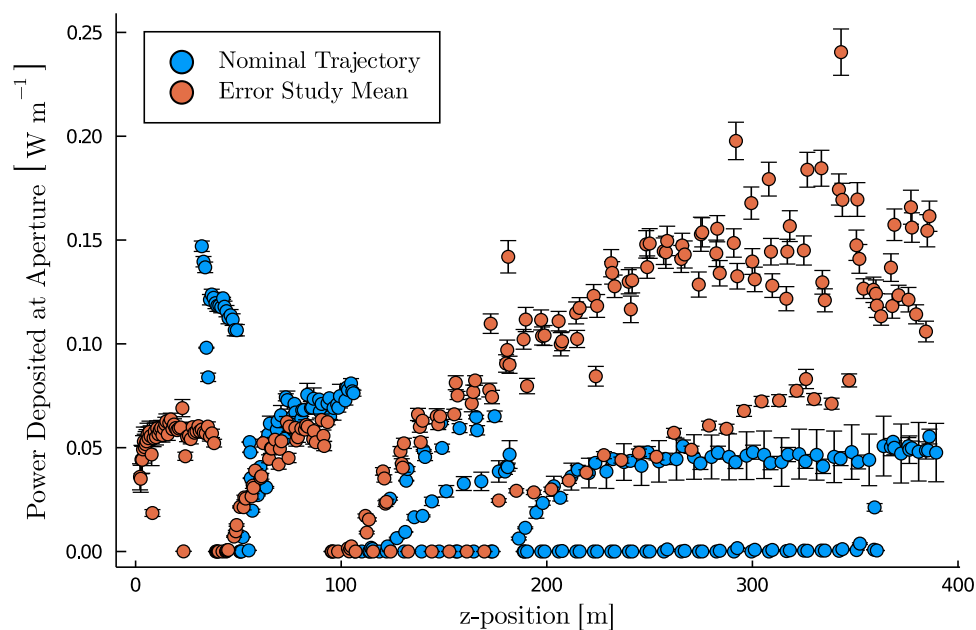 0.25
0.20
0.15
0.10
0.05
0.00
Power Deposited at Aperture [ W m⁻¹ ]
Nominal Trajectory
Error Study Mean
0
100
200
300
400
z-position [m]